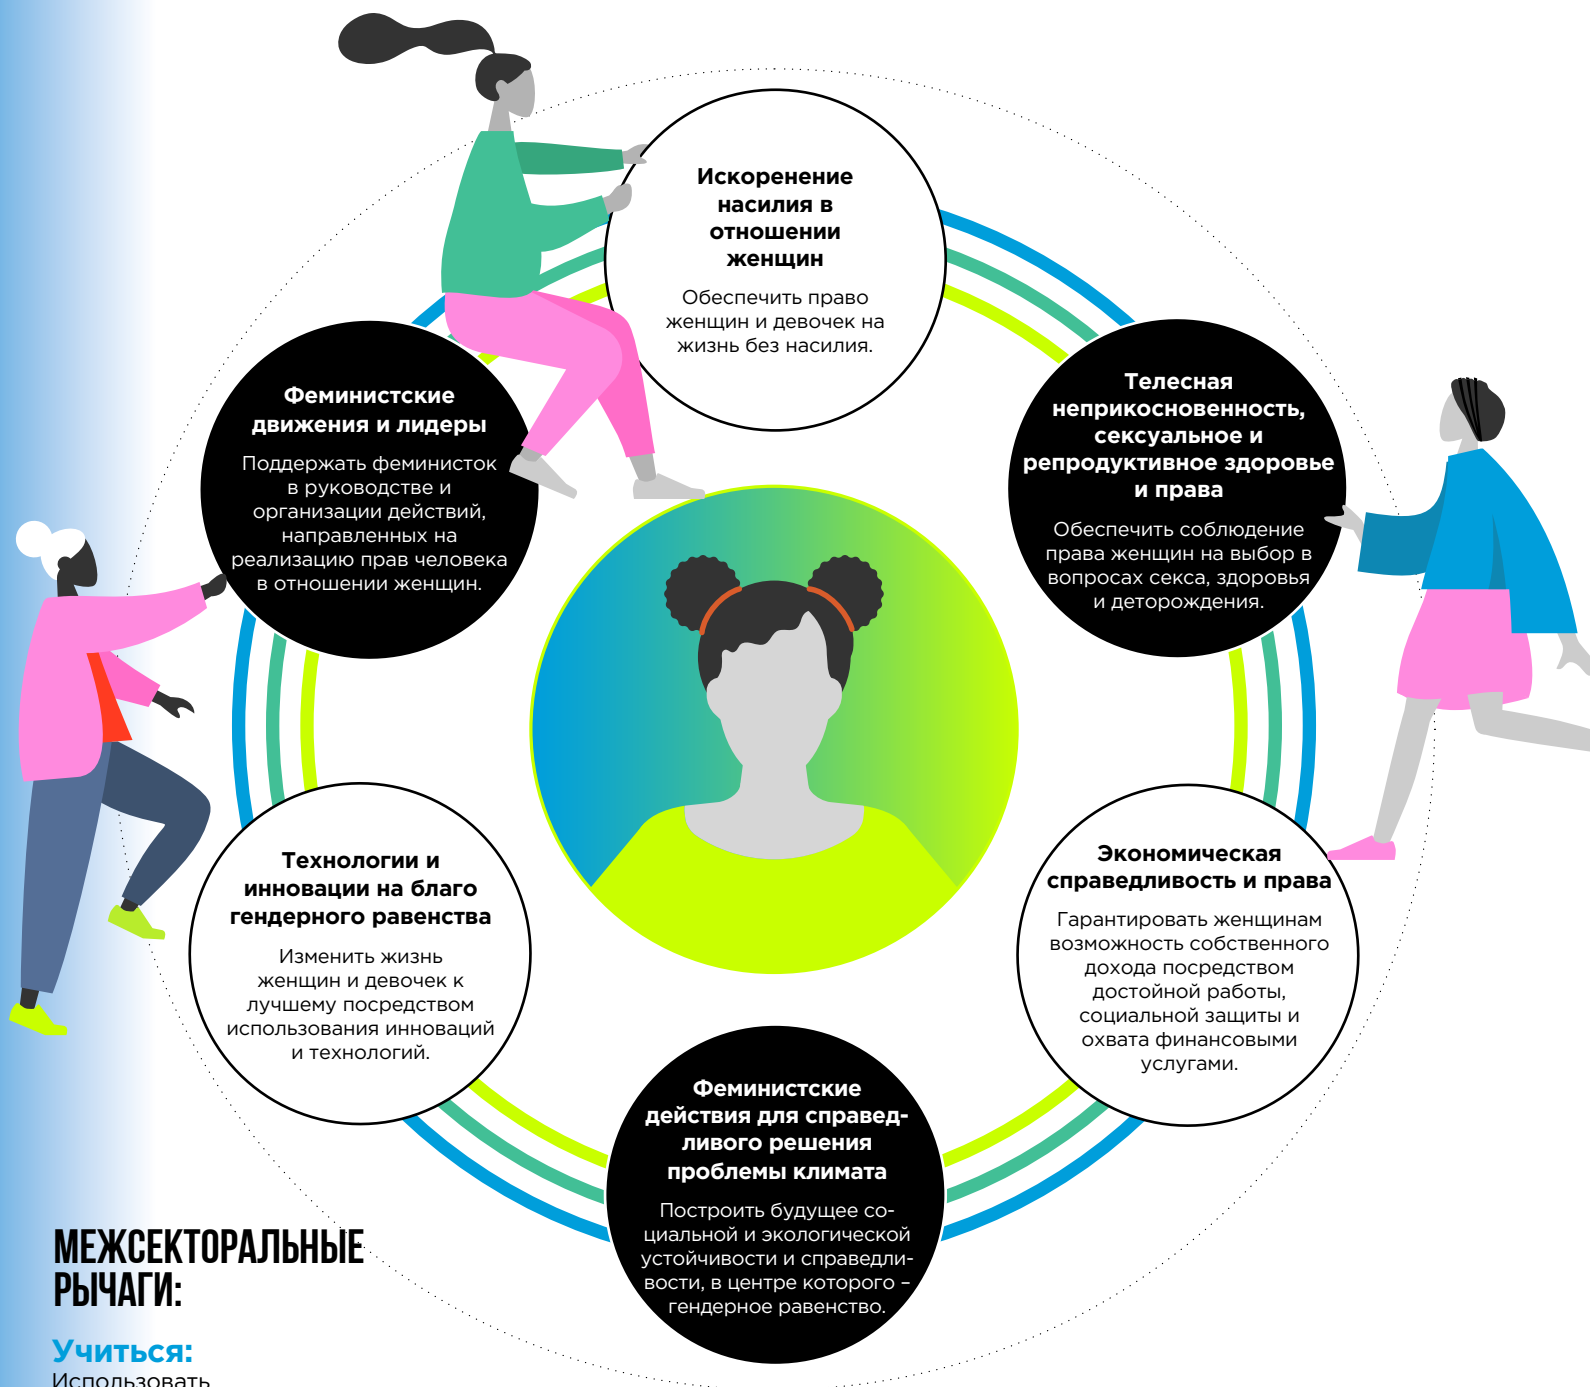 Искоренение
насилия в
отношении
женщин
Обеспечить право
женщин и девочек на
жизнь без насилия.
Телесная
неприкосновенность,
сексуальное и
репродуктивное здоровье
и права
Обеспечить соблюдение
права женщин на выбор в
вопросах секса, здоровья
и деторождения.
Феминистские
движения и лидеры
Поддержать феминисток
в руководстве и
организации действий,
направленных на
реализацию прав человека
в отношении женщин.
Экономическая
справедливость и права
Гарантировать женщинам
возможность собственного
дохода посредством
достойной работы,
социальной защиты и
охвата финансовыми
услугами.
Технологии и
инновации на благо
гендерного равенства
Изменить жизнь
женщин и девочек к
лучшему посредством
использования инноваций
и технологий.
Феминистские
действия для справед-
ливого решения
проблемы климата
Построить будущее со-
циальной и экологической
устойчивости и справедли-
вости, в центре которого –
гендерное равенство.
МЕЖСЕКТОРАЛЬНЫЕ
РЫЧАГИ:
Учиться:
Использовать